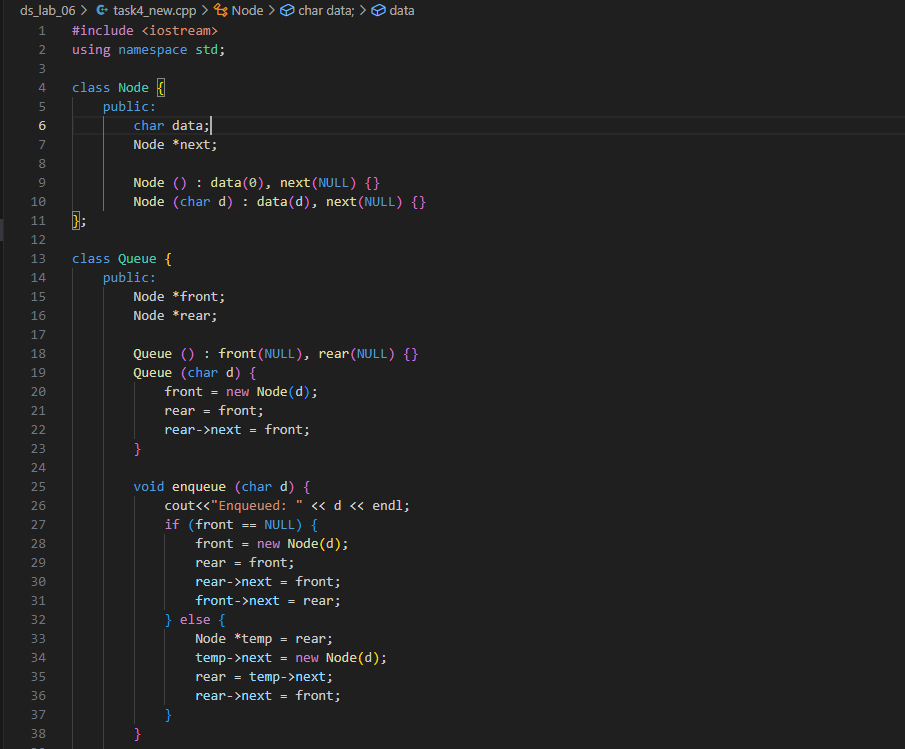 ds_lab_06 > task4_new.cpp > Node > char data; > data
1 #include <iostream>
2 using namespace std;
3
4 class Node {
5 public:
6 char data;
7 Node *next;
8
9 Node () : data(0), next(NULL) {}
10 Node (char d) : data(d), next(NULL) {}
11 };
12
13 class Queue {
14 public:
15 Node *front;
16 Node *rear;
17
18 Queue () : front(NULL), rear(NULL) {}
19 Queue (char d) {
20 front = new Node(d);
21 rear = front;
22 rear->next = front;
23 }
24
25 void enqueue (char d) {
26 cout<<"Enqueued: " << d << endl;
27 if (front == NULL) {
28 front = new Node(d);
29 rear = front;
30 rear->next = front;
31 front->next = rear;
32 } else {
33 Node *temp = rear;
34 temp->next = new Node(d);
35 rear = temp->next;
36 rear->next = front;
37 }
38 }